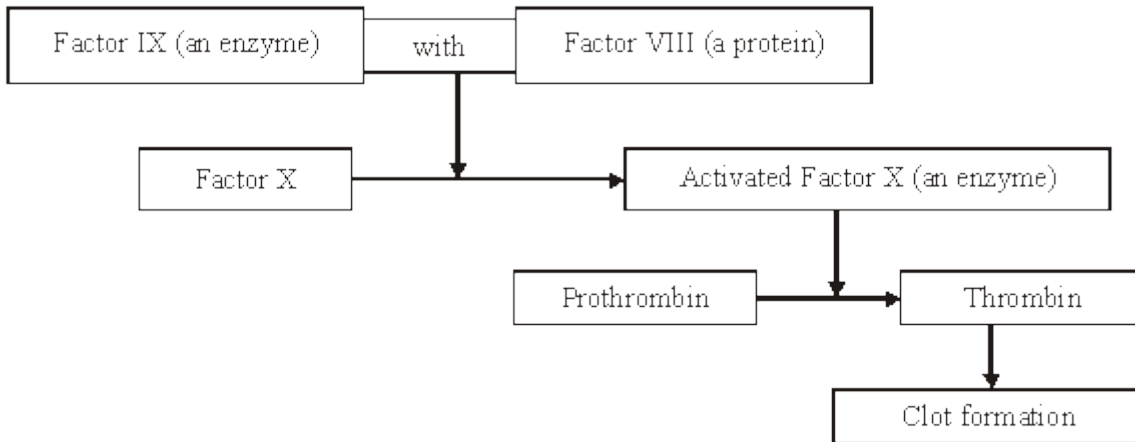 Factor IX (an enzyme) with Factor VIII (a protein)
Factor X Activated Factor X (an enzyme)
Prothrombin Thrombin
Clot formation